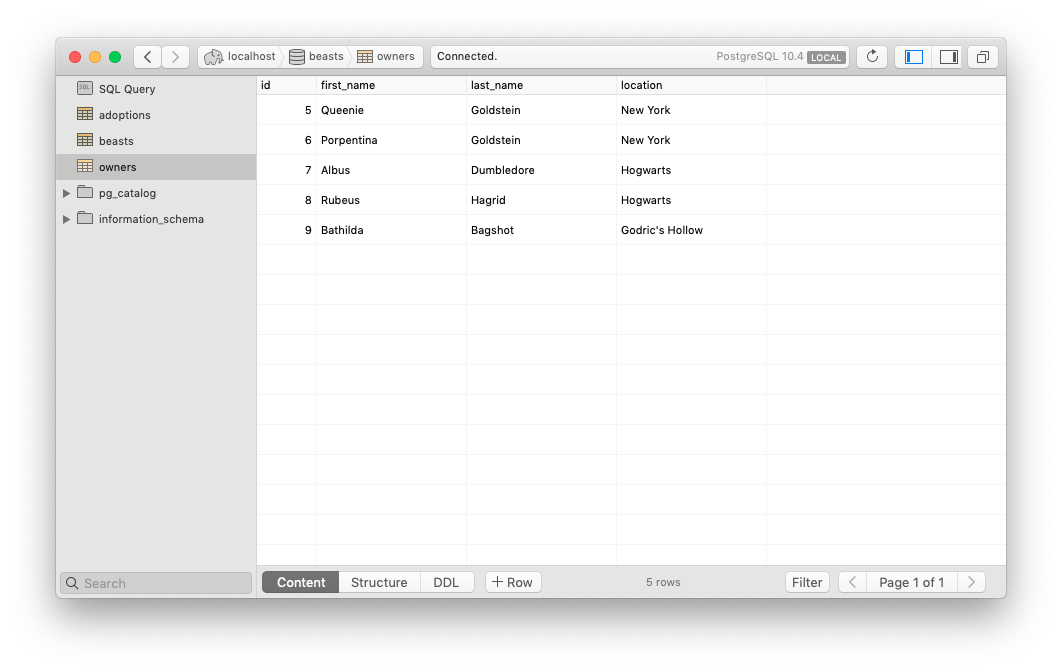 localhost beasts owners Connected. PostgreSQL 10.4 LOCAL
SQL SQL Query
adoptions
beasts
owners
pg_catalog
information_schema
id first_name last_name location
5 Queenie Goldstein New York
6 Porpentina Goldstein New York
7 Albus Dumbledore Hogwarts
8 Rubeus Hagrid Hogwarts
9 Bathilda Bagshot Godric's Hollow
Search Content Structure DDL + Row 5 rows Filter Page 1 of 1